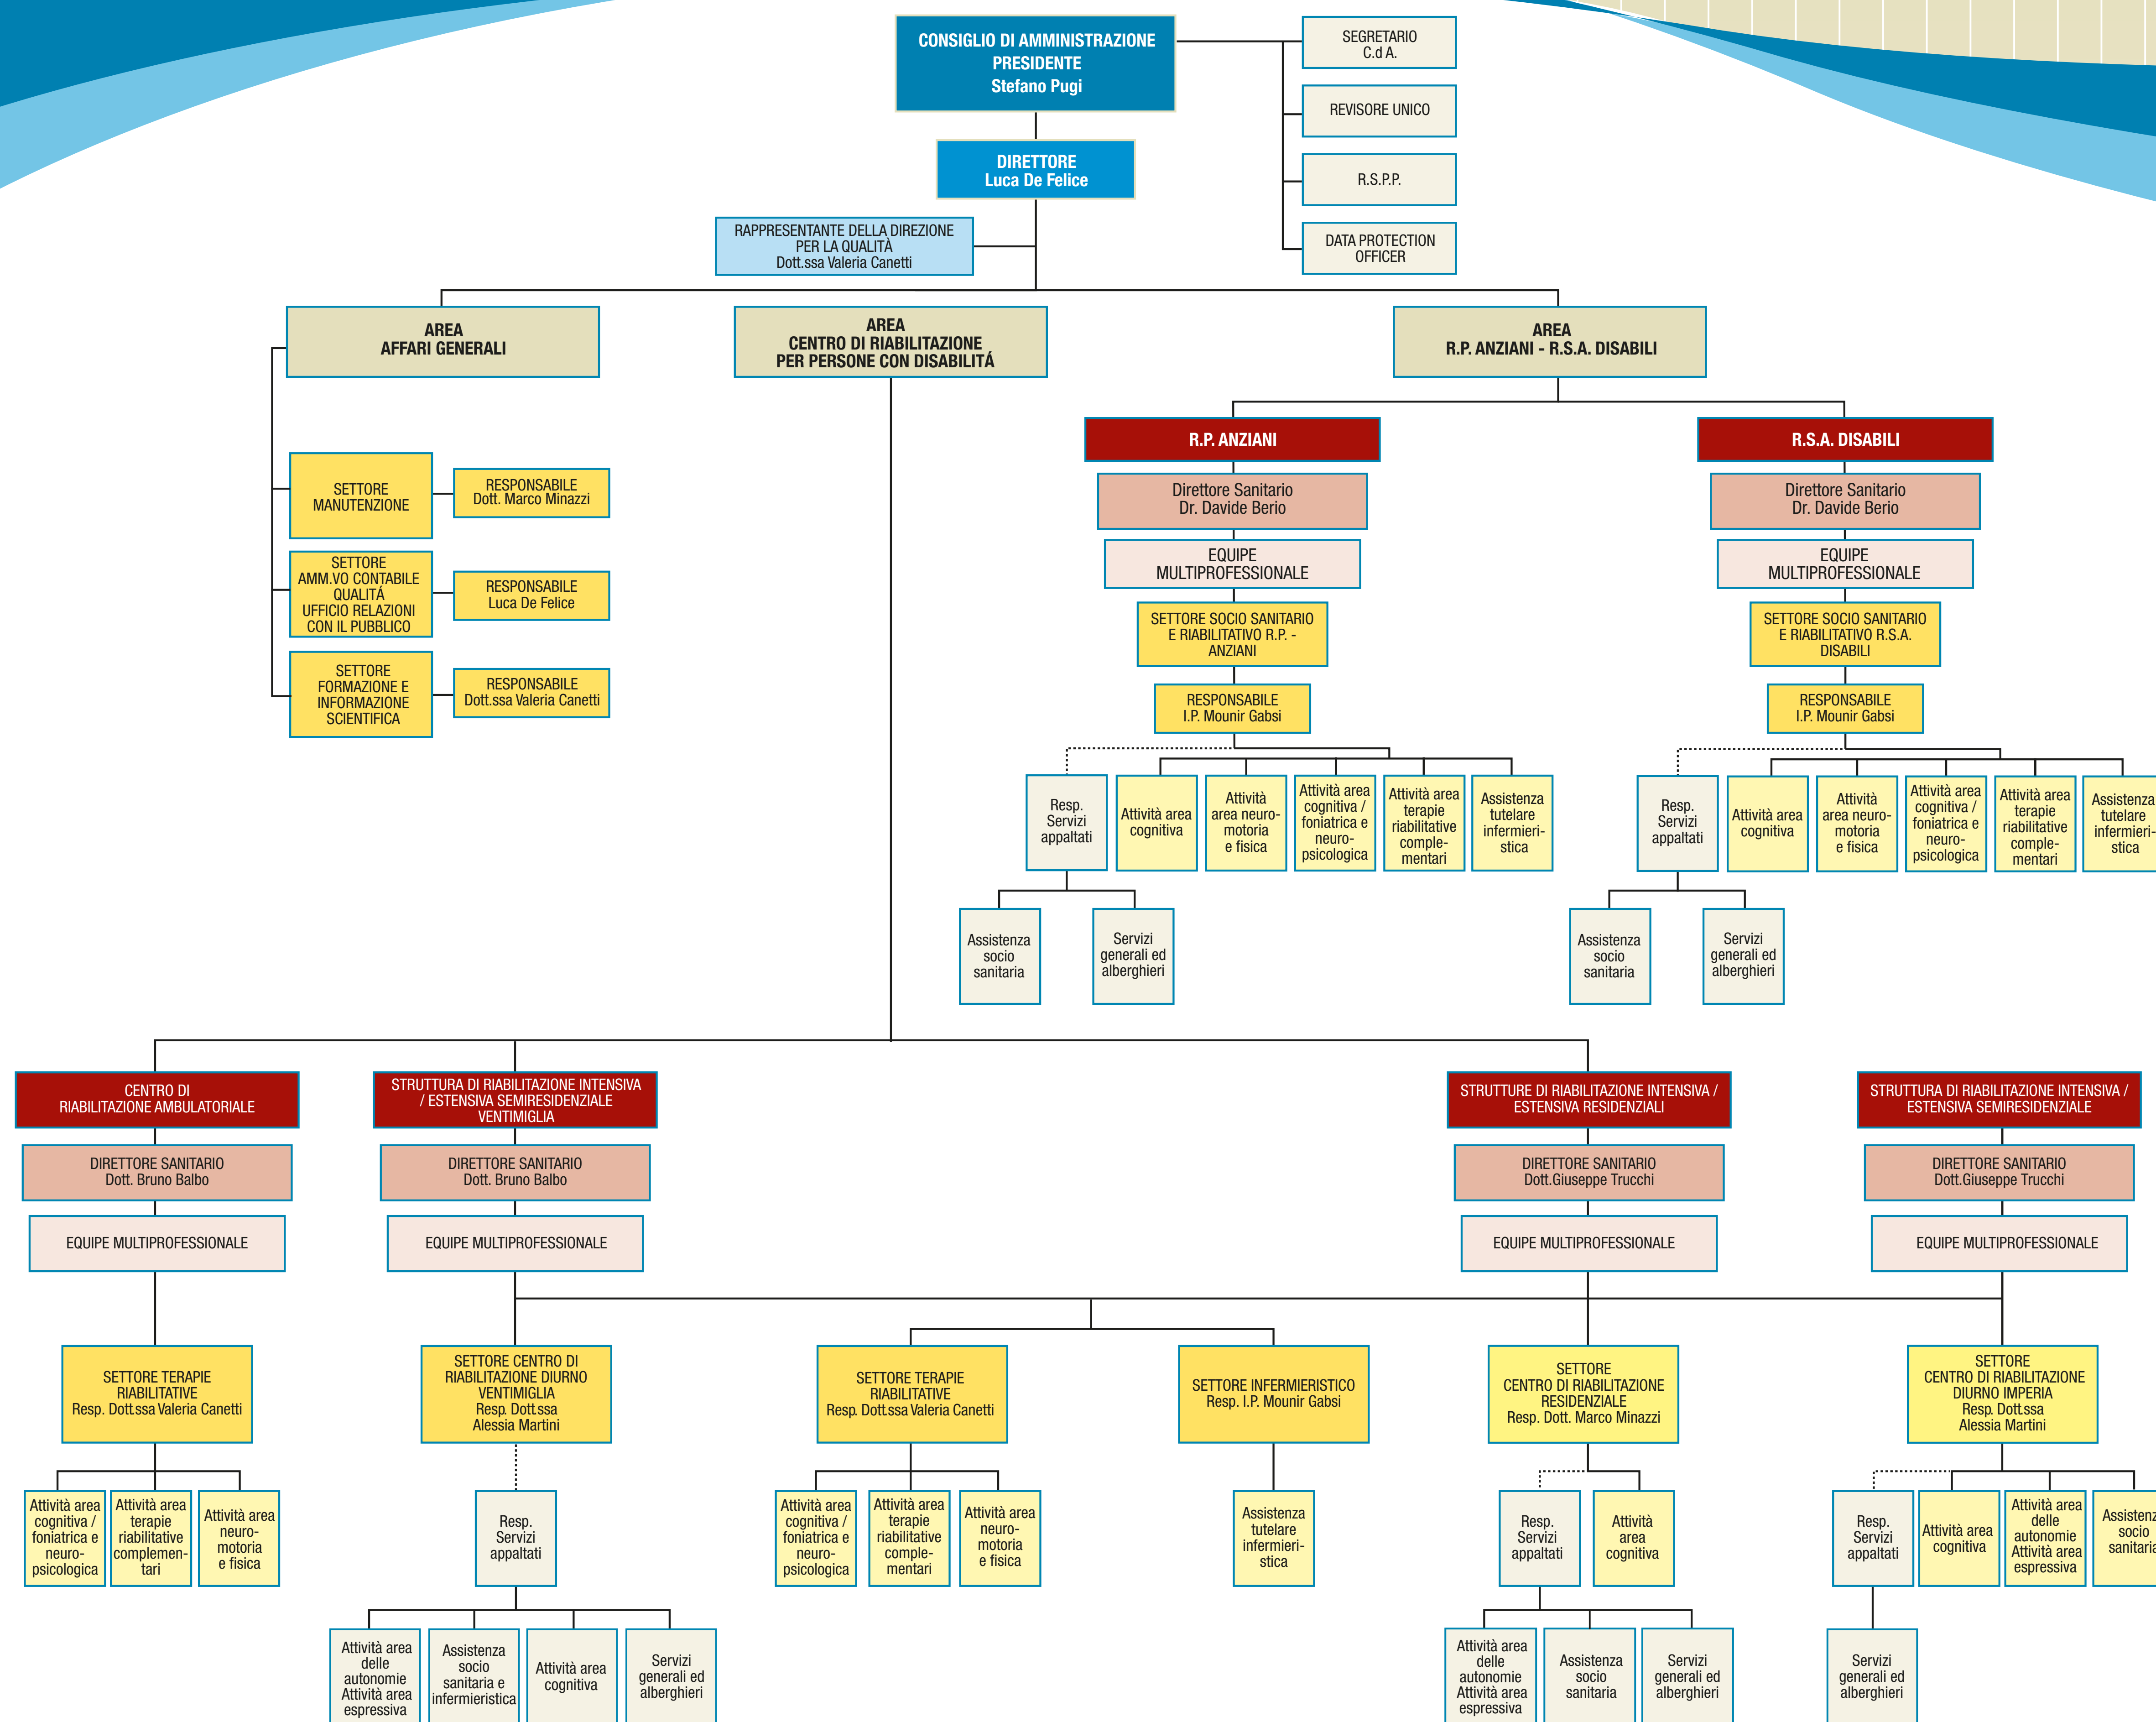 CONSIGLIO DI AMMINISTRAZIONE
PRESIDENTE
Stefano Pugi
SEGRETARIO
C.d A.
REVISORE UNICO
R.S.P.P.
DATA PROTECTION
OFFICER
DIRETTORE
Luca De Felice
RAPPRESENTANTE DELLA DIREZIONE
PER LA QUALITÀ
Dott.ssa Valeria Canetti
AREA
AFFARI GENERALI
AREA
CENTRO DI RIABILITAZIONE
PER PERSONE CON DISABILITÁ
AREA
R.P. ANZIANI - R.S.A. DISABILI
SETTORE
MANUTENZIONE
RESPONSABILE
Dott. Marco Minazzi
SETTORE
AMM.VO CONTABILE
QUALITÁ
UFFICIO RELAZIONI
CON IL PUBBLICO
RESPONSABILE
Luca De Felice
SETTORE
FORMAZIONE E
INFORMAZIONE
SCIENTIFICA
RESPONSABILE
Dott.ssa Valeria Canetti
R.P. ANZIANI
Direttore Sanitario
Dr. Davide Berio
EQUIPE
MULTIPROFESSIONALE
SETTORE SOCIO SANITARIO
E RIABILITATIVO R.P. -
ANZIANI
RESPONSABILE
I.P. Mounir Gabsi
Resp.
Servizi
appaltati
Attività area
cognitiva
Attività
area neuro-
motoria
e fisica
Attività area
cognitiva /
foniatrica e
neuro-
psicologica
Attività area
terapie
riabilitative
comple-
mentari
Assistenza
tutelare
infermieri-
stica
Assistenza
socio
sanitaria
Servizi
generali ed
alberghieri
R.S.A. DISABILI
Direttore Sanitario
Dr. Davide Berio
EQUIPE
MULTIPROFESSIONALE
SETTORE SOCIO SANITARIO
E RIABILITATIVO R.S.A.
DISABILI
RESPONSABILE
I.P. Mounir Gabsi
Resp.
Servizi
appaltati
Attività area
cognitiva
Attività
area neuro-
motoria
e fisica
Attività area
cognitiva /
foniatrica e
neuro-
psicologica
Attività area
terapie
riabilitative
comple-
mentari
Assistenza
tutelare
infermieri-
stica
Assistenza
socio
sanitaria
Servizi
generali ed
alberghieri
CENTRO DI
RIABILITAZIONE AMBULATORIALE
DIRETTORE SANITARIO
Dott. Bruno Balbo
EQUIPE MULTIPROFESSIONALE
SETTORE TERAPIE
RIABILITATIVE
Resp. Dott.ssa Valeria Canetti
Attività area
cognitiva /
foniatrica e
neuro-
psicologica
Attività area
terapie
riabilitative
complemen-
tari
Attività area
neuro-
motoria
e fisica
STRUTTURA DI RIABILITAZIONE INTENSIVA
/ ESTENSIVA SEMIRESIDENZIALE
VENTIMIGLIA
DIRETTORE SANITARIO
Dott. Bruno Balbo
EQUIPE MULTIPROFESSIONALE
SETTORE CENTRO DI
RIABILITAZIONE DIURNO
VENTIMIGLIA
Resp. Dott.ssa
Alessia Martini
Resp.
Servizi
appaltati
Attività area
delle
autonomie
Attività area
espressiva
Assistenza
socio
sanitaria e
infermieristica
Attività area
cognitiva
Servizi
generali ed
alberghieri
SETTORE TERAPIE
RIABILITATIVE
Resp. Dott.ssa Valeria Canetti
Attività area
cognitiva /
foniatrica e
neuro-
psicologica
Attività area
terapie
riabilitative
comple-
mentari
Attività area
neuro-
motoria
e fisica
SETTORE INFERMIERISTICO
Resp. I.P. Mounir Gabsi
Assistenza
tutelare
infermieri-
stica
STRUTTURE DI RIABILITAZIONE INTENSIVA /
ESTENSIVA RESIDENZIALI
DIRETTORE SANITARIO
Dott.Giuseppe Trucchi
EQUIPE MULTIPROFESSIONALE
SETTORE
CENTRO DI RIABILITAZIONE
RESIDENZIALE
Resp. Dott. Marco Minazzi
Resp.
Servizi
appaltati
Attività
area
cognitiva
Attività area
delle
autonomie
Attività area
espressiva
Assistenza
socio
sanitaria
Servizi
generali ed
alberghieri
STRUTTURA DI RIABILITAZIONE INTENSIVA /
ESTENSIVA SEMIRESIDENZIALE
DIRETTORE SANITARIO
Dott.Giuseppe Trucchi
EQUIPE MULTIPROFESSIONALE
SETTORE
CENTRO DI RIABILITAZIONE
DIURNO IMPERIA
Resp. Dott.ssa
Alessia Martini
Resp.
Servizi
appaltati
Attività area
cognitiva
Attività area
delle
autonomie
Attività area
espressiva
Assistenza
socio
sanitaria
Servizi
generali ed
alberghieri